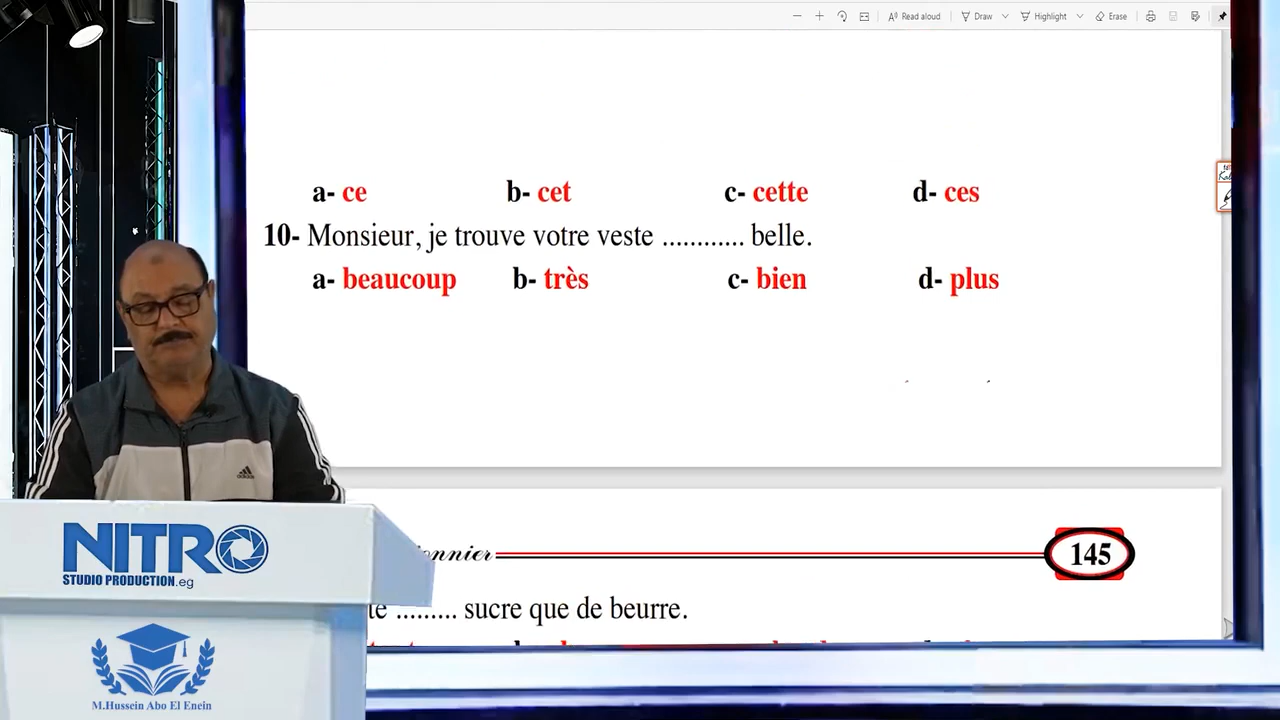 Read aloud
Draw
Highlight
Erase
a- ce b- cet c- cette d- ces
10- Monsieur, je trouve votre veste ............ belle.
a- beaucoup b- très c- bien d- plus
145
......... sucre que de beurre.
NITRO
STUDIO PRODUCTION.eg
M.Hussein Abo El Enein